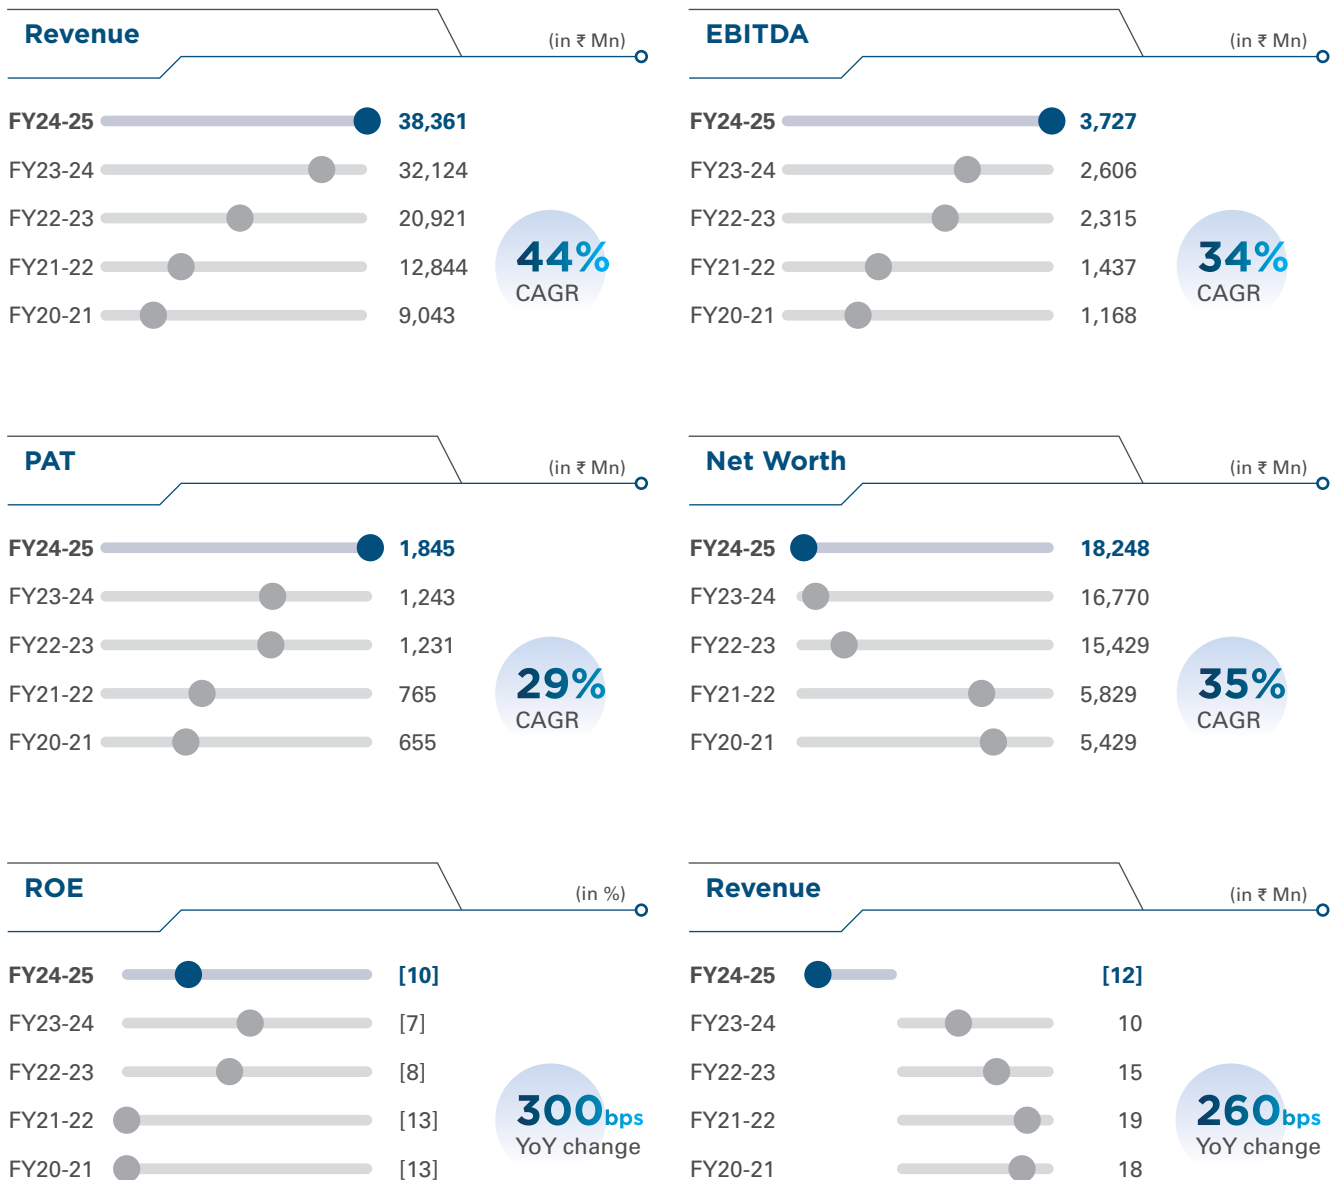 Revenue
(in ₹ Mn)
FY24-25 38,361
FY23-24 32,124
FY22-23 20,921
FY21-22 12,844
FY20-21 9,043
44%
CAGR
EBITDA
(in ₹ Mn)
FY24-25 3,727
FY23-24 2,606
FY22-23 2,315
FY21-22 1,437
FY20-21 1,168
34%
CAGR
PAT
(in ₹ Mn)
FY24-25 1,845
FY23-24 1,243
FY22-23 1,231
FY21-22 765
FY20-21 655
29%
CAGR
Net Worth
(in ₹ Mn)
FY24-25 18,248
FY23-24 16,770
FY22-23 15,429
FY21-22 5,829
FY20-21 5,429
35%
CAGR
ROE
(in %)
FY24-25 [10]
FY23-24 [7]
FY22-23 [8]
FY21-22 [13]
FY20-21 [13]
300bps
YoY change
Revenue
(in ₹ Mn)
FY24-25 [12]
FY23-24 10
FY22-23 15
FY21-22 19
FY20-21 18
260bps
YoY change